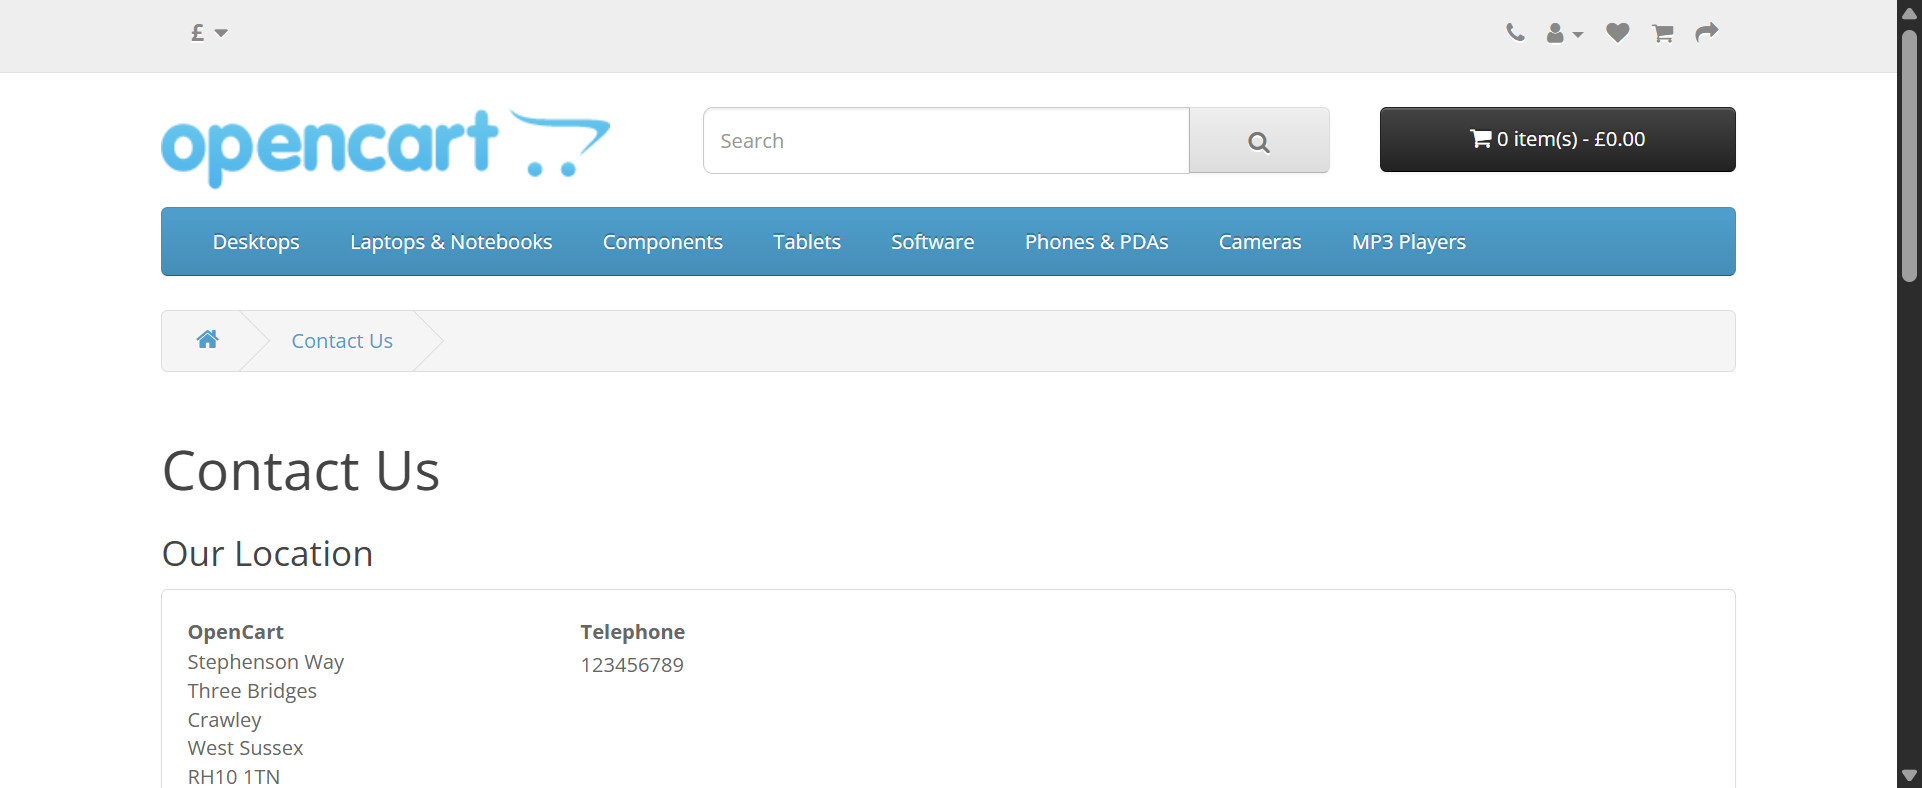 £
opencart
Search
0 item(s) - £0.00
Desktops Laptops & Notebooks Components Tablets Software Phones & PDAs Cameras MP3 Players
Contact Us
Contact Us
Our Location
OpenCart
Stephenson Way
Three Bridges
Crawley
West Sussex
RH10 1TN
Telephone
123456789